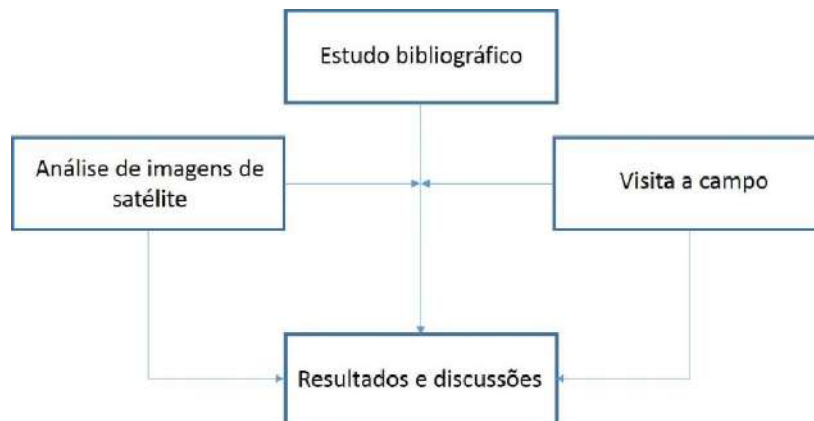 Estudo bibliográfico
Análise de imagens de
satélite
Visita a campo
Resultados e discussões